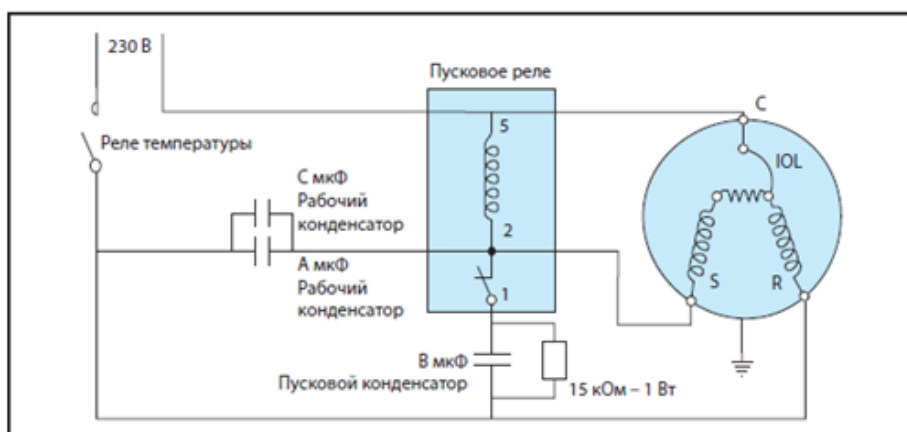 230 В
Пусковое реле
C
5
Реле температуры
IOL
C мкФ
Рабочий
конденсатор
2
A мкФ
Рабочий
конденсатор
S
R
1
B мкФ
Пусковой конденсатор
15 кОм – 1 Вт